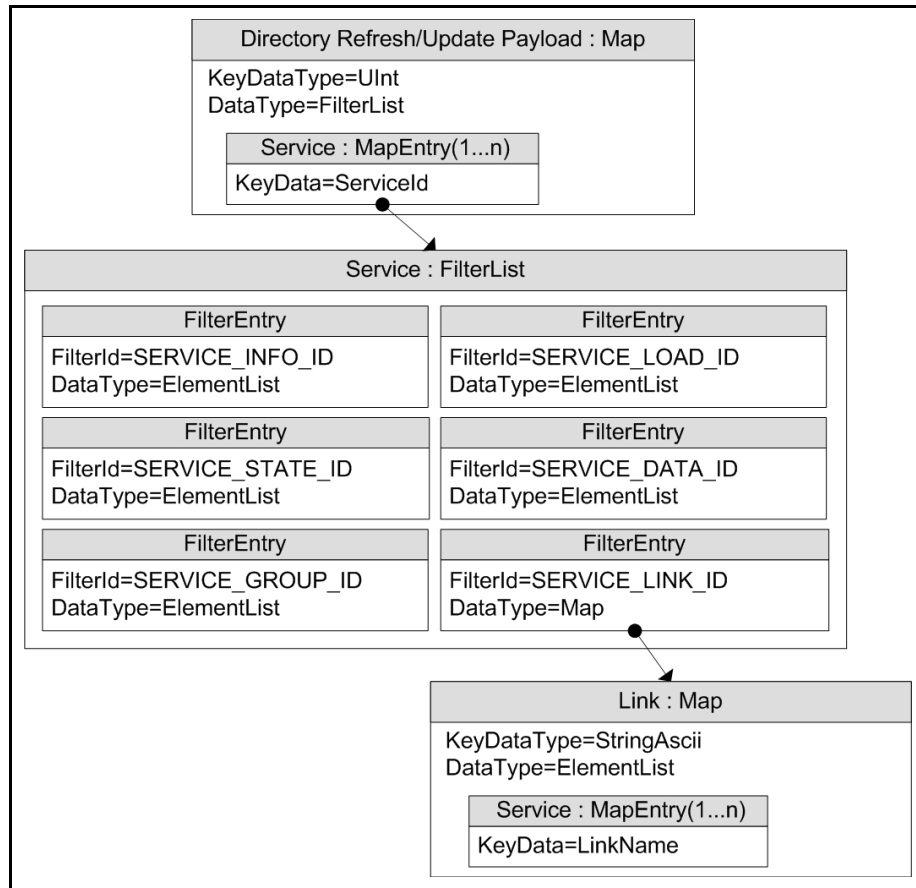 Directory Refresh/Update Payload : Map
KeyDataType=UInt
DataType=FilterList
Service : MapEntry(1...n)
KeyData=ServiceId
Service : FilterList
FilterEntry
FilterId=SERVICE_INFO_ID
DataType=ElementList
FilterEntry
FilterId=SERVICE_LOAD_ID
DataType=ElementList
FilterEntry
FilterId=SERVICE_STATE_ID
DataType=ElementList
FilterEntry
FilterId=SERVICE_DATA_ID
DataType=ElementList
FilterEntry
FilterId=SERVICE_GROUP_ID
DataType=ElementList
FilterEntry
FilterId=SERVICE_LINK_ID
DataType=Map
Link : Map
KeyDataType=StringAscii
DataType=ElementList
Service : MapEntry(1...n)
KeyData=LinkName